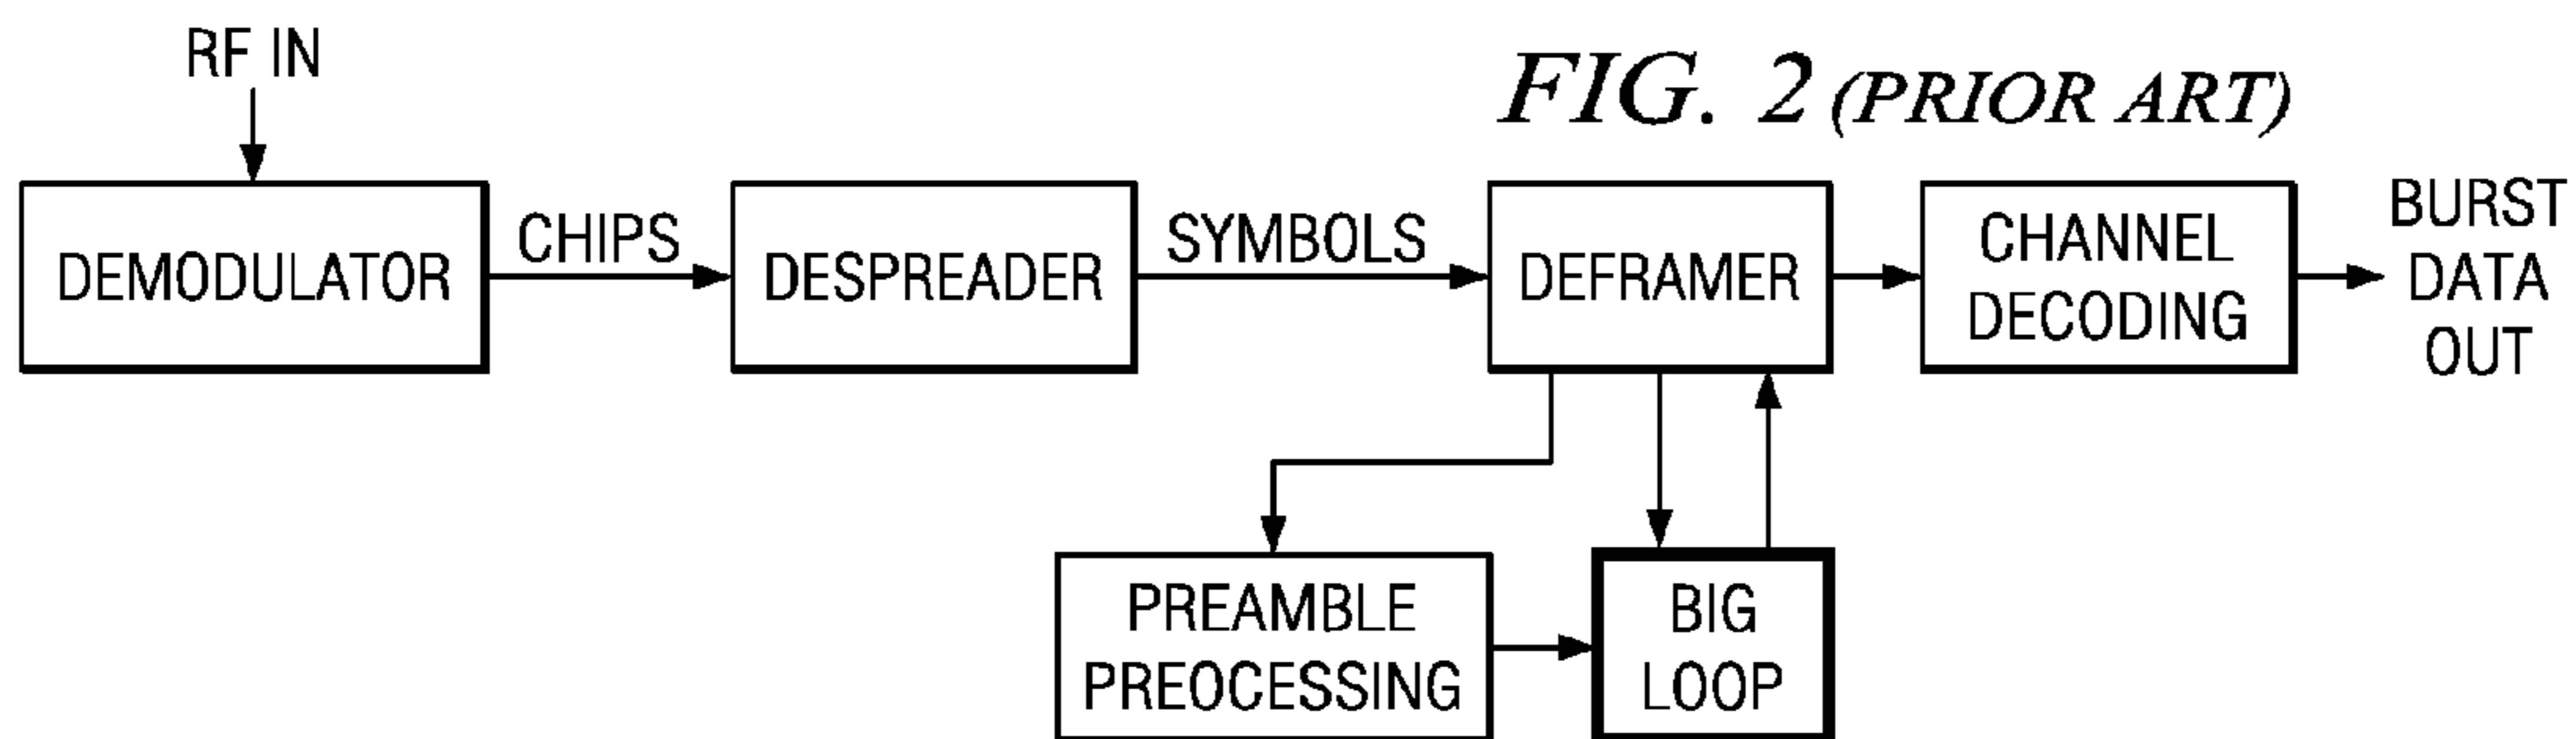 RF IN
FIG. 2 (PRIOR ART)
DEMODULATOR
CHIPS
DESPREADER
SYMBOLS
DEFRAMER
CHANNEL
DECODING
BURST
DATA
OUT
PREAMBLE
PREOCESSING
BIG
LOOP